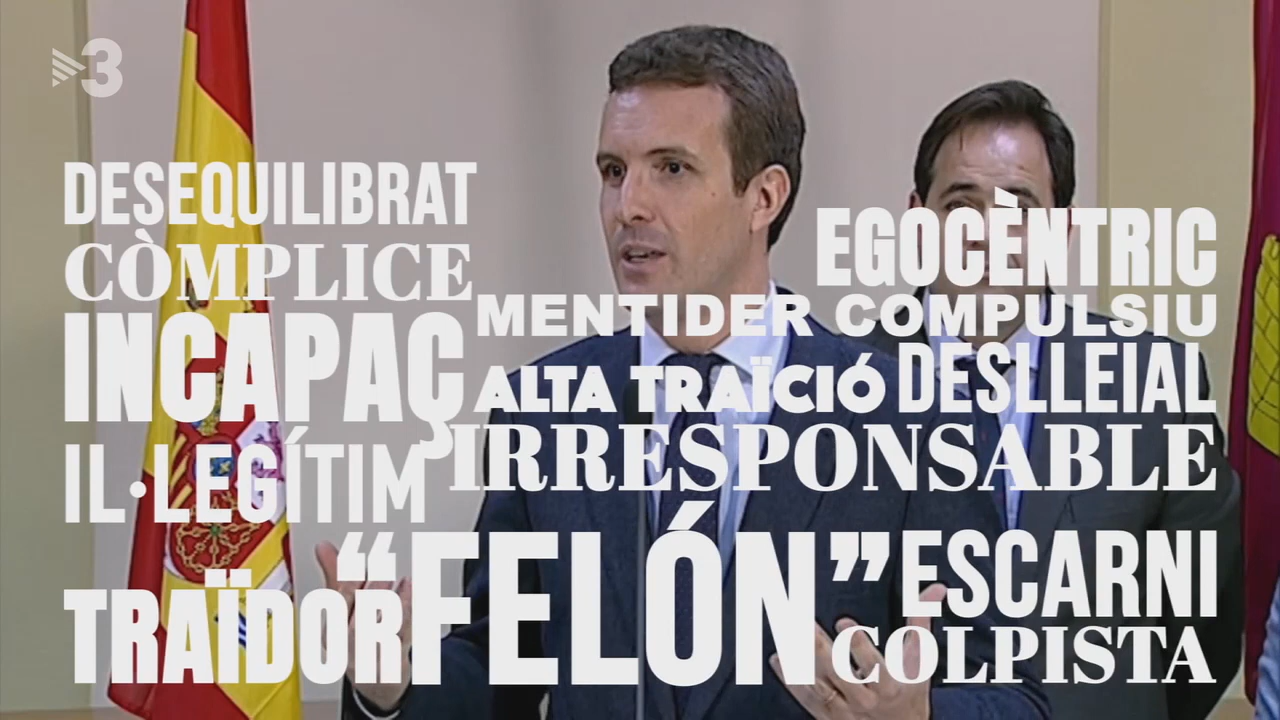 3
DESEQUILIBRAT
CÒMPLICE
INCAPAÇ
IL·LEGÍTIM
TRAÏDOR
EGOCÈNTRIC
MENTIDER COMPULSIU
ALTA TRAÏCIÓ DESLLEIAL
IRRESPONSABLE
“FELÓN” ESCARNI
COLPISTA